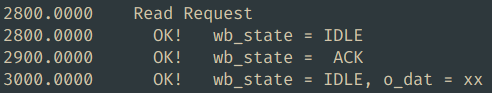 2800.0000    Read Request
2800.0000      OK!   wb_state = IDLE
2900.0000      OK!   wb_state =  ACK
3000.0000      OK!   wb_state = IDLE, o_dat = xx